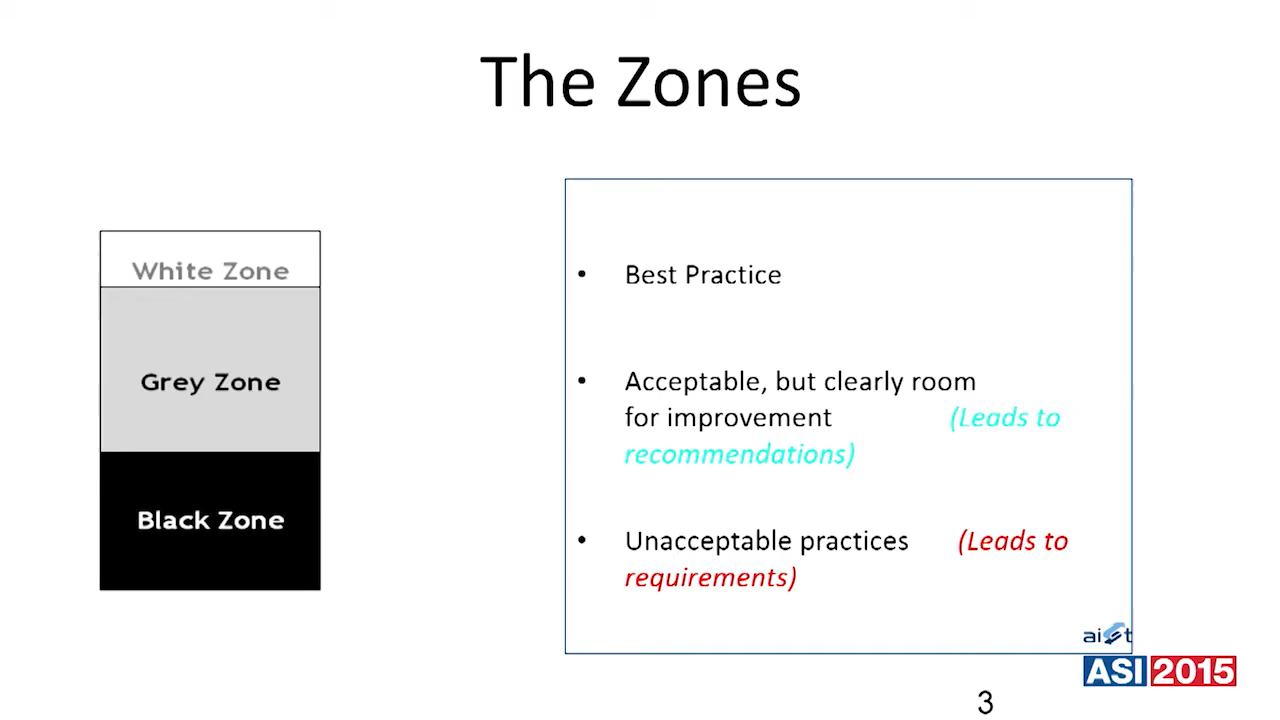 The Zones
White Zone
Grey Zone
Black Zone
• Best Practice
• Acceptable, but clearly room
for improvement (Leads to
recommendations)
• Unacceptable practices (Leads to
requirements)
aist
ASI 2015
3